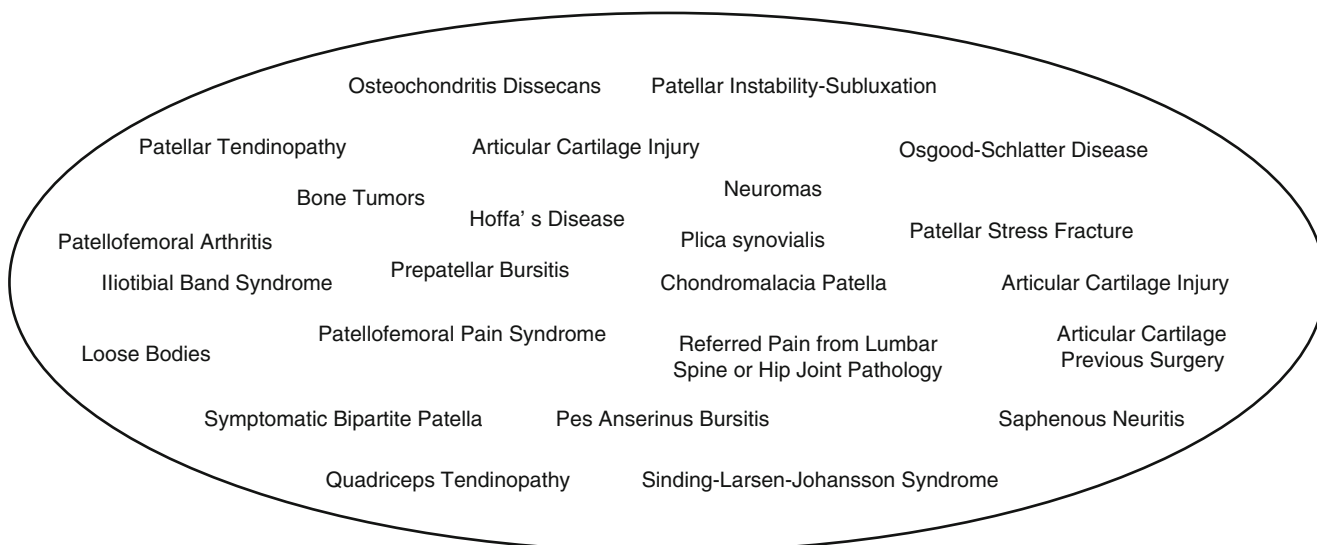 Osteochondritis Dissecans
Patellar Instability-Subluxation
Patellar Tendinopathy
Articular Cartilage Injury
Osgood-Schlatter Disease
Bone Tumors
Neuromas
Hoffa' s Disease
Patellofemoral Arthritis
Plica synovialis
Patellar Stress Fracture
Iliotibial Band Syndrome
Prepatellar Bursitis
Chondromalacia Patella
Articular Cartilage Injury
Loose Bodies
Patellofemoral Pain Syndrome
Referred Pain from Lumbar
Spine or Hip Joint Pathology
Articular Cartilage
Previous Surgery
Symptomatic Bipartite Patella
Pes Anserinus Bursitis
Saphenous Neuritis
Quadriceps Tendinopathy
Sinding-Larsen-Johansson Syndrome